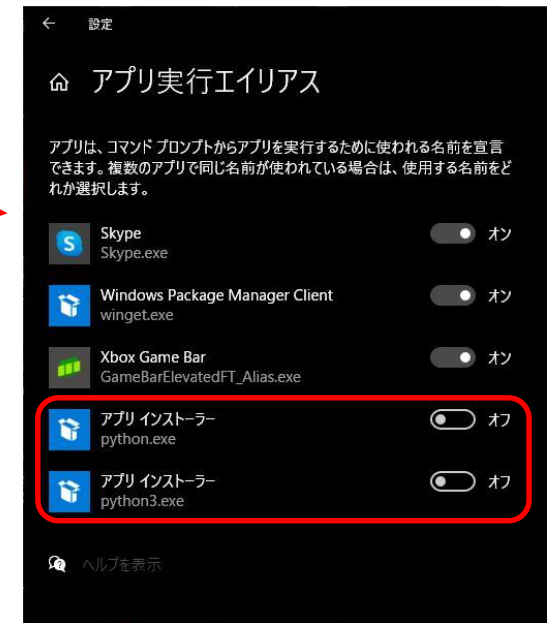 設定
アプリ実行エイリアス
アプリは、コマンド プロンプトからアプリを実行するために使われる名前を宣言
できます。複数のアプリで同じ名前が使われている場合は、使用する名前をど
れか選択します。
Skype
オン
Skype.exe
Windows Package Manager Client
オン
winget.exe
Xbox Game Bar
オン
GameBarElevatedFT_Alias.exe
アプリ インストーラー
オフ
python.exe
アプリ インストーラー
オフ
python3.exe
ヘルプを表示